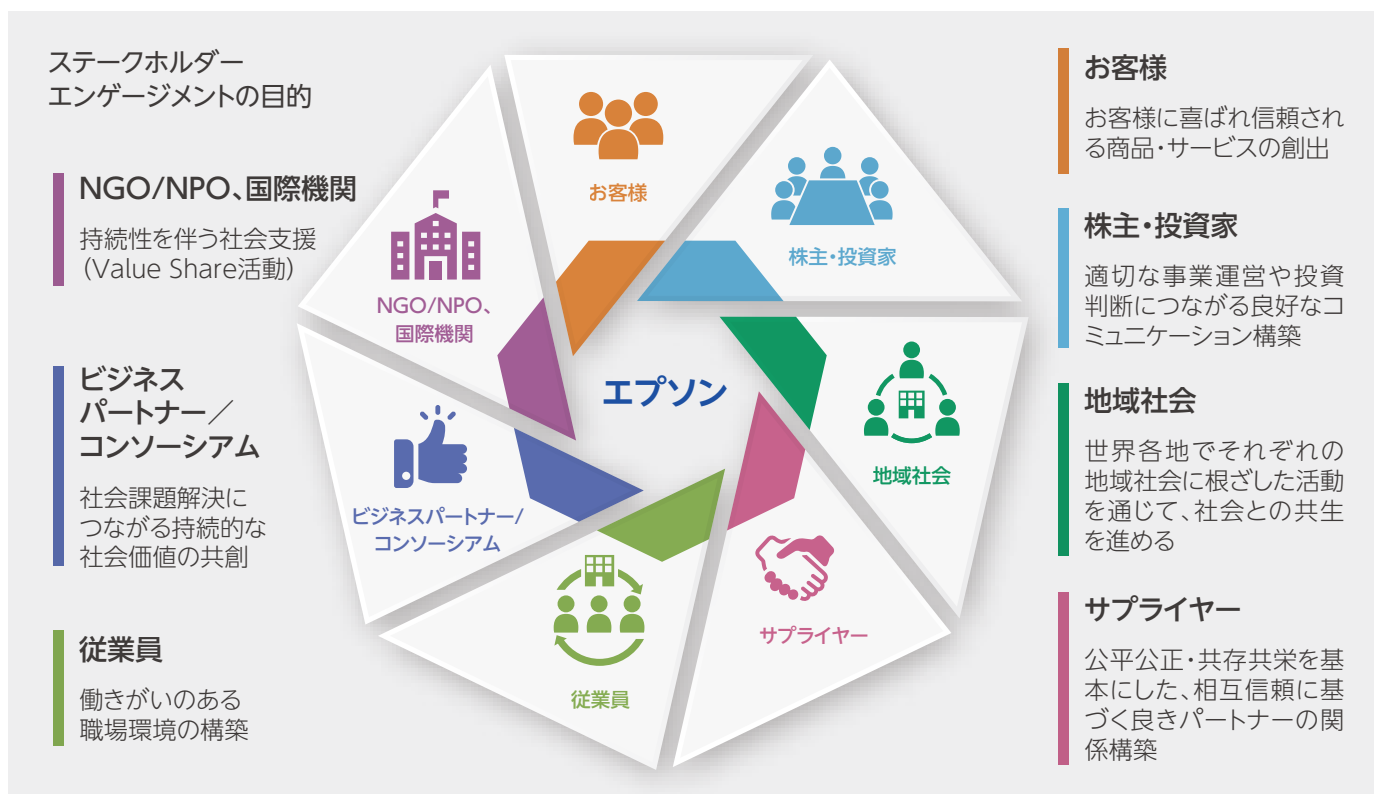 ステークホルダー
エンゲージメントの目的
NGO/NPO、国際機関
持続性を伴う社会支援
（Value Share活動）
ビジネス
パートナー／
コンソーシアム
社会課題解決に
つながる持続的な
社会価値の共創
従業員
働きがいのある
職場環境の構築
お客様
株主・投資家
NGO/NPO、
国際機関
エプソン
地域社会
ビジネスパートナー/
コンソーシアム
サプライヤー
従業員
お客様
お客様に喜ばれ信頼され
る商品・サービスの創出
株主・投資家
適切な事業運営や投資
判断につながる良好なコ
ミュニケーション構築
地域社会
世界各地でそれぞれの
地域社会に根ざした活動
を通じて、社会との共生
を進める
サプライヤー
公平公正・共存共栄を基
本にした、相互信頼に基
づく良きパートナーの関
係構築